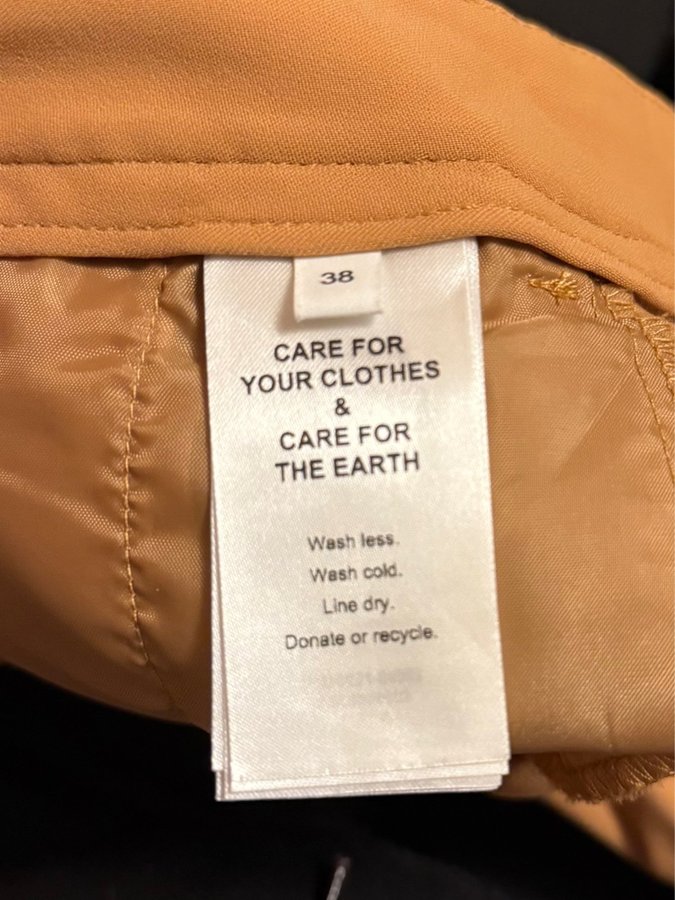 38
CARE FOR
YOUR CLOTHES
&
CARE FOR
THE EARTH
Wash less.
Wash cold.
Line dry.
Donate or recycle.